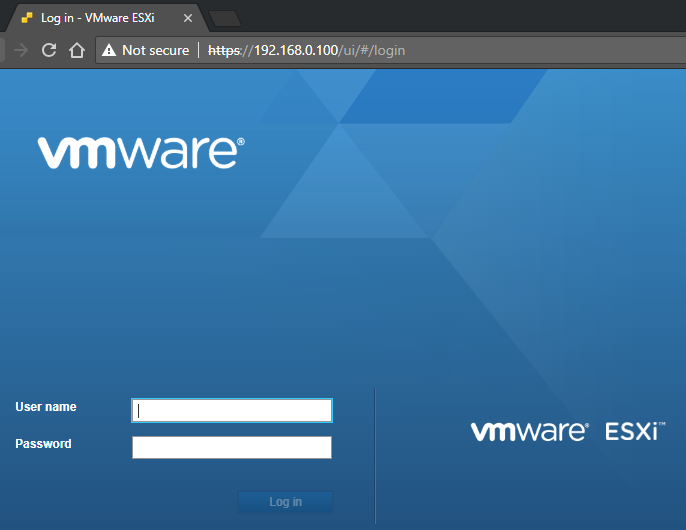 Log in - VMware ESXi
Not secure https://192.168.0.100/ui/#/login
vmware®
User name
Password
vmware® ESXi™
Log in